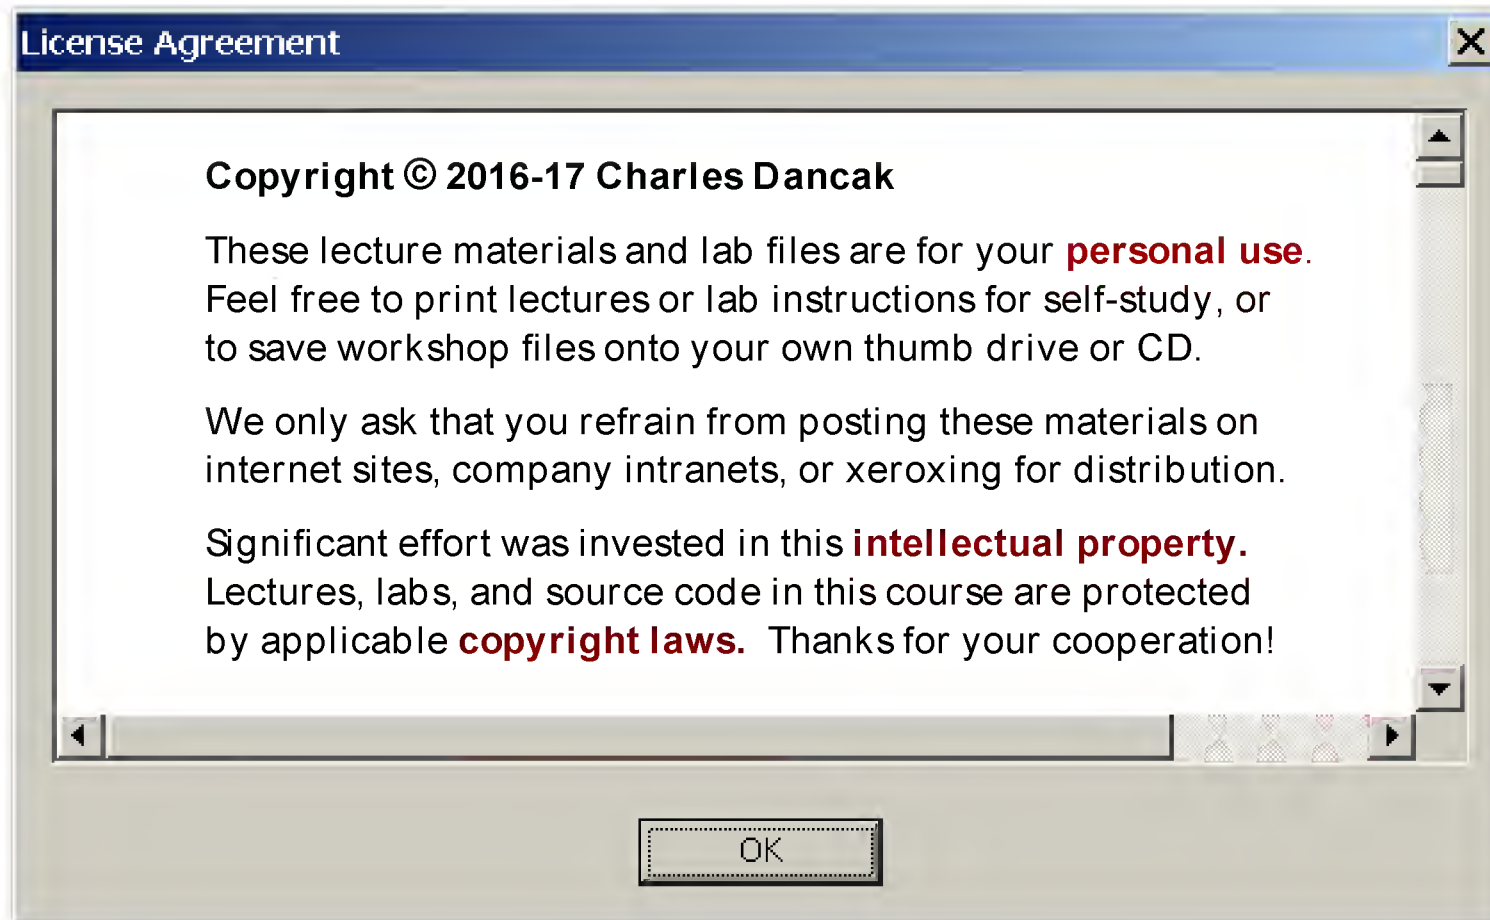 License Agreement
Copyright © 2016-17 Charles Dancak
These lecture materials and lab files are for your personal use.
Feel free to print lectures or lab instructions for self-study, or
to save workshop files onto your own thumb drive or CD.
We only ask that you refrain from posting these materials on
internet sites, company intranets, or xeroxing for distribution.
Significant effort was invested in this intellectual property.
Lectures, labs, and source code in this course are protected
by applicable copyright laws. Thanks for your cooperation!
OK